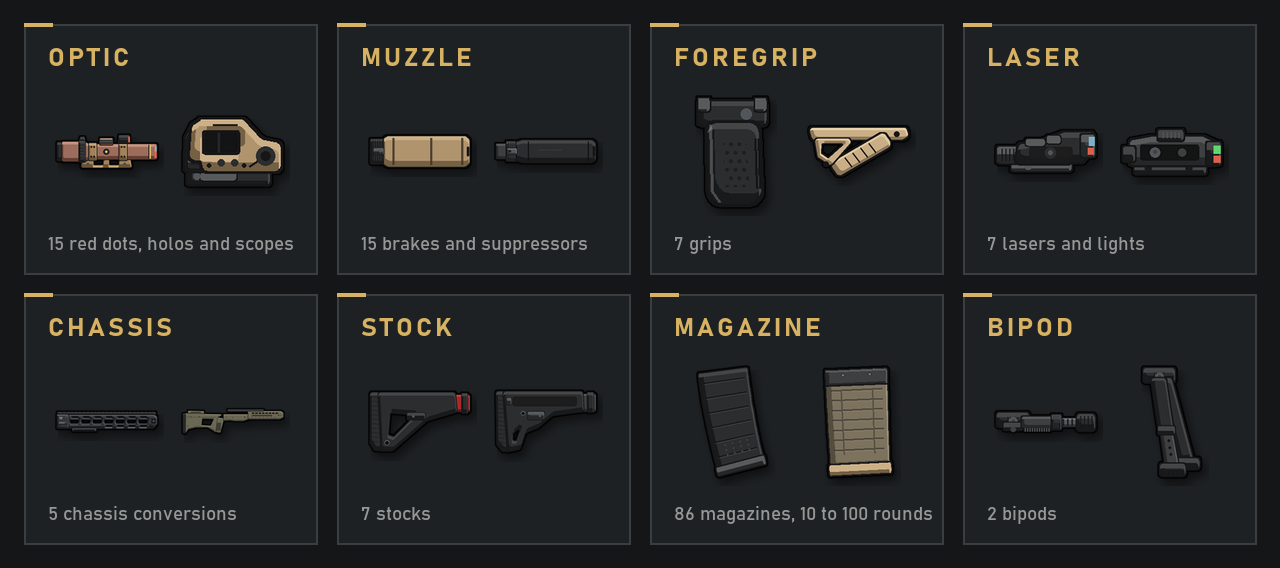 OPTIC
15 red dots, holos and scopes
MUZZLE
15 brakes and suppressors
FOREGRIP
7 grips
LASER
7 lasers and lights
CHASSIS
5 chassis conversions
STOCK
7 stocks
MAGAZINE
86 magazines, 10 to 100 rounds
BIPOD
2 bipods